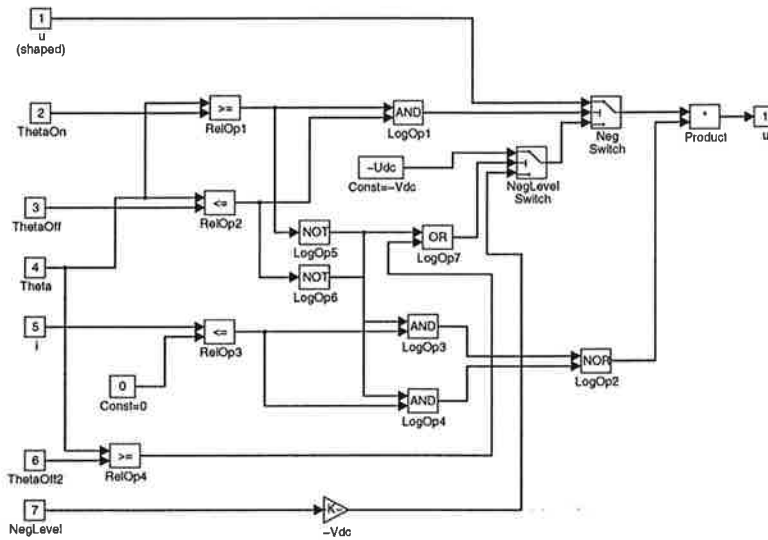 1
u
(shaped)
2
ThetaOn
>=
RelOp1
AND
LogOp1
Neg
Switch
*
Product
1
u
-Udc
Const=-Vdc
NegLevel
Switch
3
ThetaOff
<=
RelOp2
NOT
LogOp5
OR
LogOp7
4
Theta
NOT
LogOp6
5
i
<=
RelOp3
AND
LogOp3
NOR
LogOp2
0
Const=0
AND
LogOp4
6
ThetaOff2
>=
RelOp4
7
NegLevel
K-
-Vdc